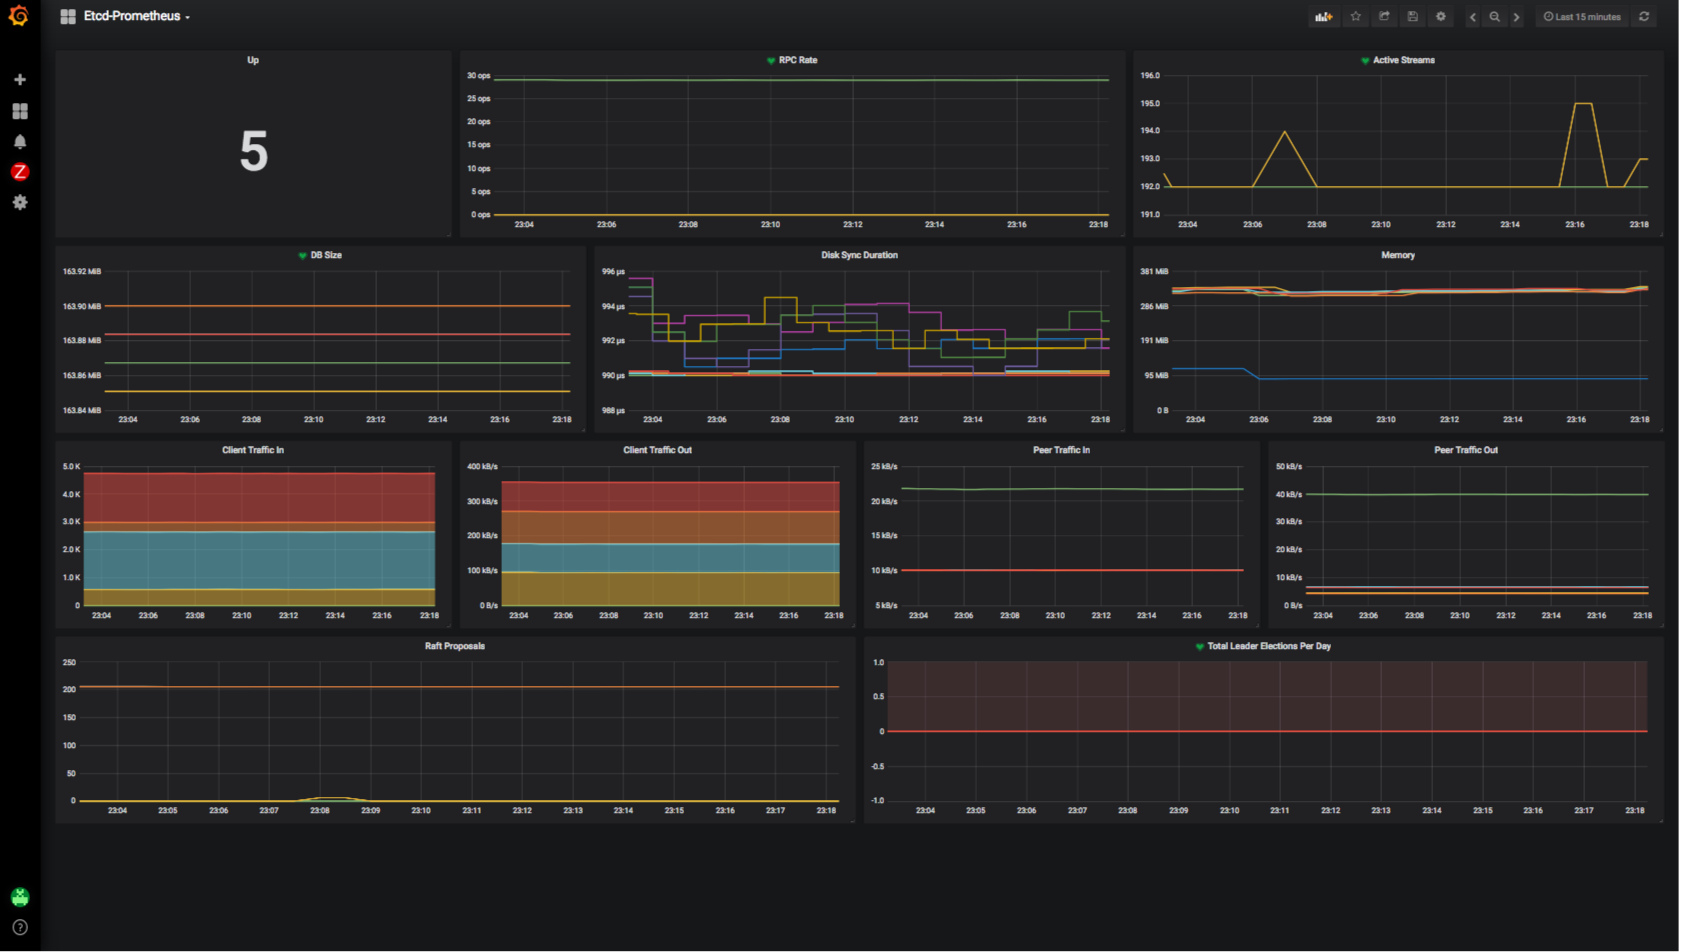 Etcd-Prometheus
Last 15 minutes
Z
Up
5
RPC Rate
30 ops
25 ops
20 ops
15 ops
10 ops
5 ops
0 ops
23:04 23:06 23:08 23:10 23:12 23:14 23:16 23:18
Active Streams
196.0
195.0
194.0
193.0
192.0
191.0
23:04 23:06 23:08 23:10 23:12 23:14 23:16 23:18
DB Size
163.92 MiB
163.90 MiB
163.88 MiB
163.86 MiB
163.84 MiB
23:04 23:06 23:08 23:10 23:12 23:14 23:16 23:18
Disk Sync Duration
996 µs
994 µs
992 µs
990 µs
988 µs
23:04 23:06 23:08 23:10 23:12 23:14 23:16 23:18
Memory
381 MiB
286 MiB
191 MiB
95 MiB
0 B
23:04 23:06 23:08 23:10 23:12 23:14 23:16 23:18
Client Traffic In
5.0 K
4.0 K
3.0 K
2.0 K
1.0 K
0
23:04 23:06 23:08 23:10 23:12 23:14 23:16 23:18
Client Traffic Out
400 kB/s
300 kB/s
200 kB/s
100 kB/s
0 B/s
23:04 23:06 23:08 23:10 23:12 23:14 23:16 23:18
Peer Traffic In
25 kB/s
20 kB/s
15 kB/s
10 kB/s
5 kB/s
23:04 23:06 23:08 23:10 23:12 23:14 23:16 23:18
Peer Traffic Out
50 kB/s
40 kB/s
30 kB/s
20 kB/s
10 kB/s
0 B/s
23:04 23:06 23:08 23:10 23:12 23:14 23:16 23:18
Raft Proposals
250
200
150
100
50
0
23:04 23:05 23:06 23:07 23:08 23:09 23:10 23:11 23:12 23:13 23:14 23:15 23:16 23:17 23:18
Total Leader Elections Per Day
1.0
0.5
0
-0.5
-1.0
23:04 23:05 23:06 23:07 23:08 23:09 23:10 23:11 23:12 23:13 23:14 23:15 23:16 23:17 23:18